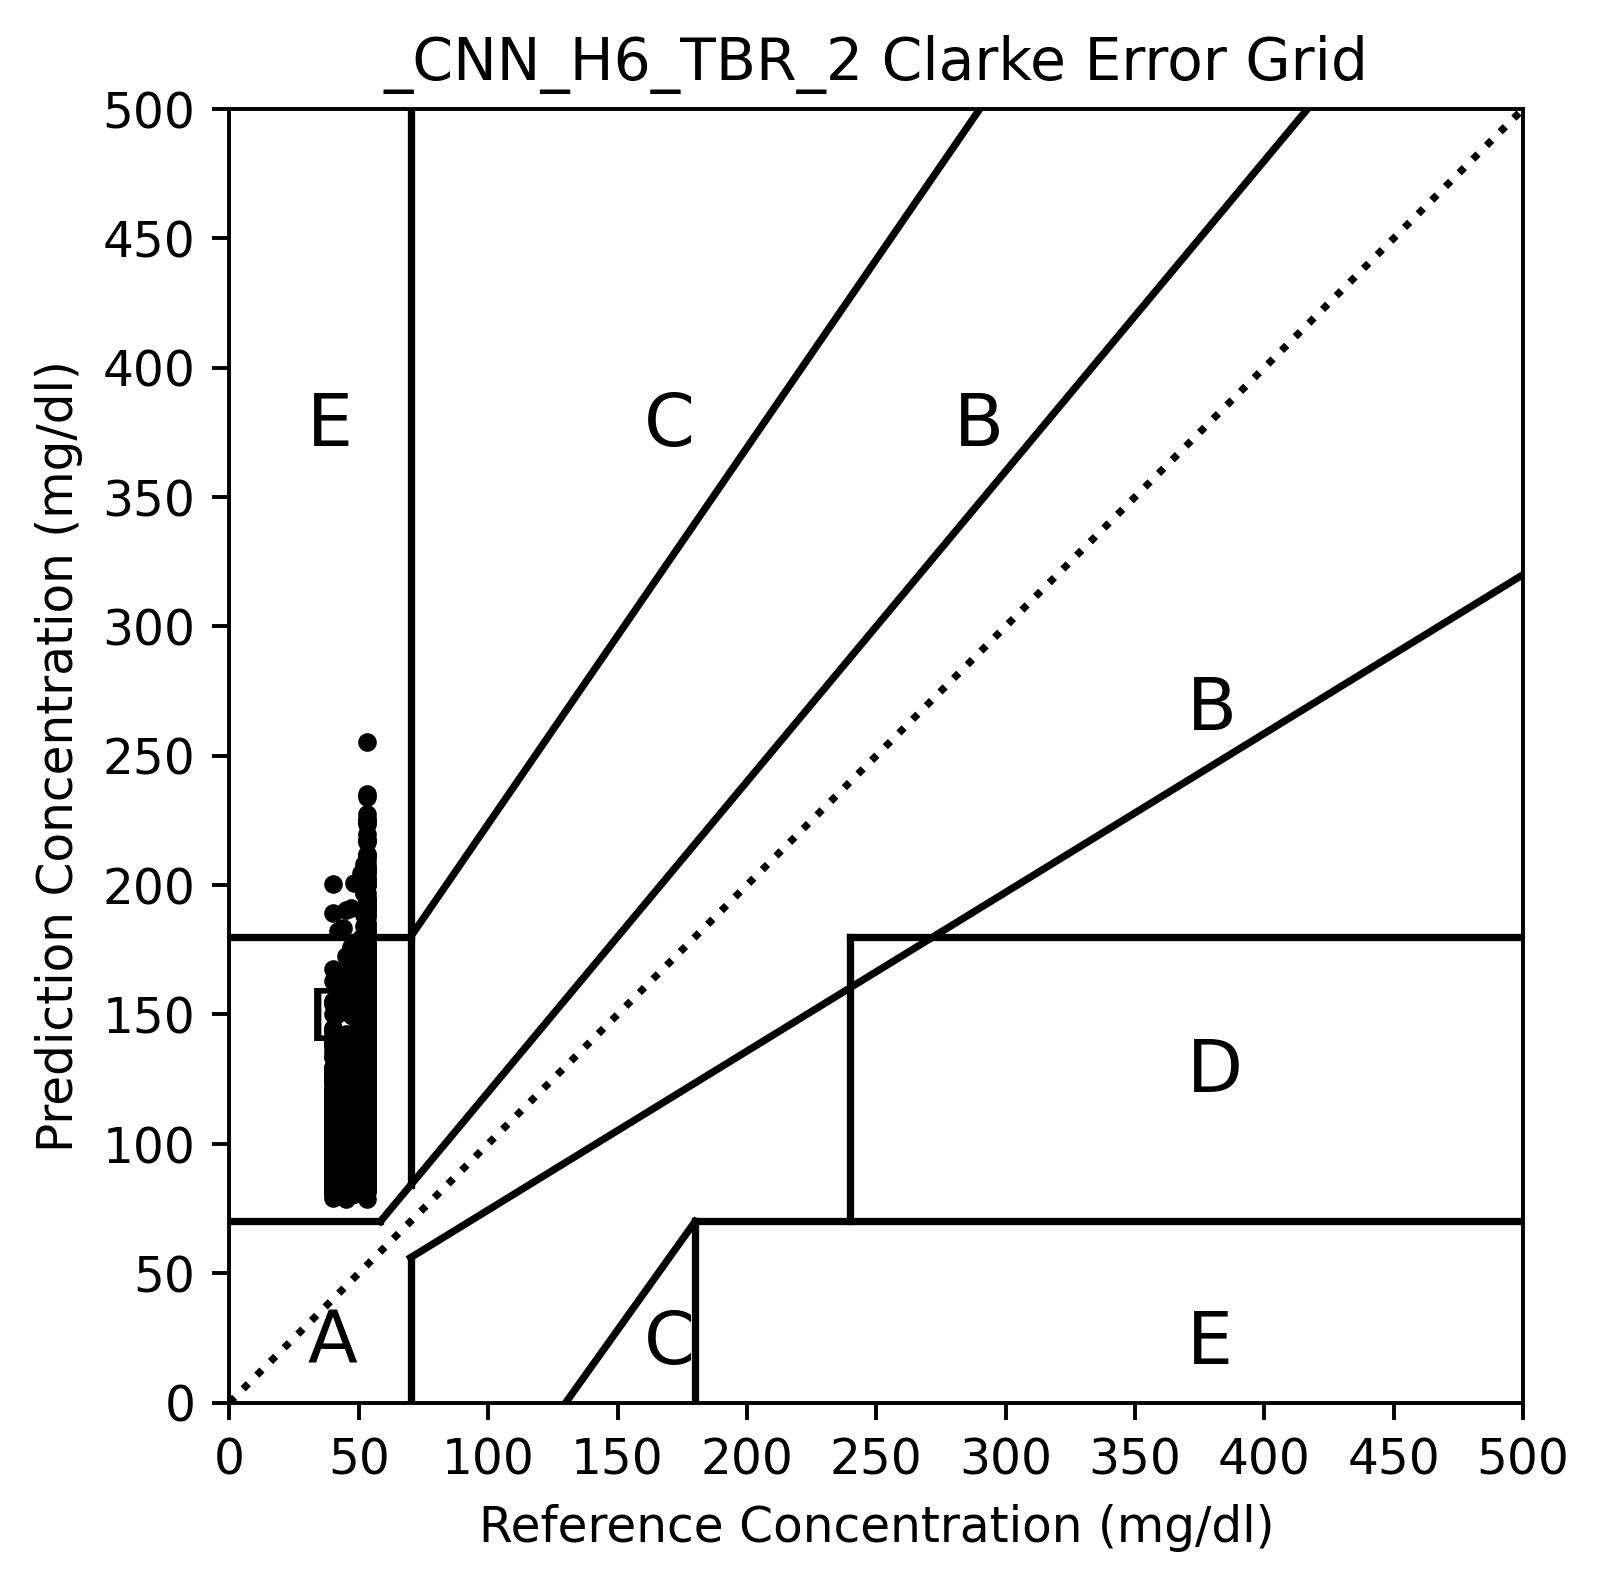 _CNN_H6_TBR_2 Clarke Error Grid
500
450
400
350
300
250
200
150
100
50
0
Prediction Concentration (mg/dl)
E
C
B
B
D
A
C
E
0 50 100 150 200 250 300 350 400 450 500
Reference Concentration (mg/dl)